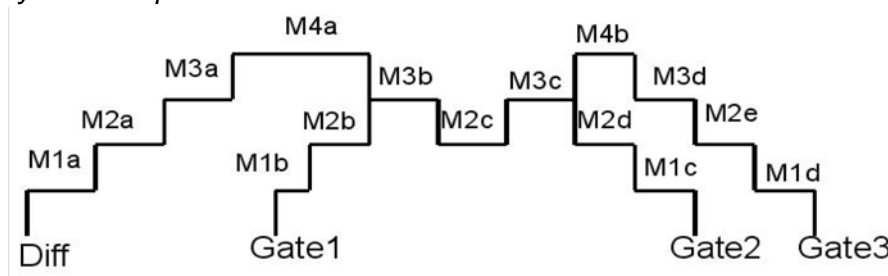 M4a
M4b
M3a
M3b
M3c
M3d
M2a
M2b
M2c
M2d
M2e
M1a
M1b
M1c
M1d
Diff
Gate1
Gate2
Gate3